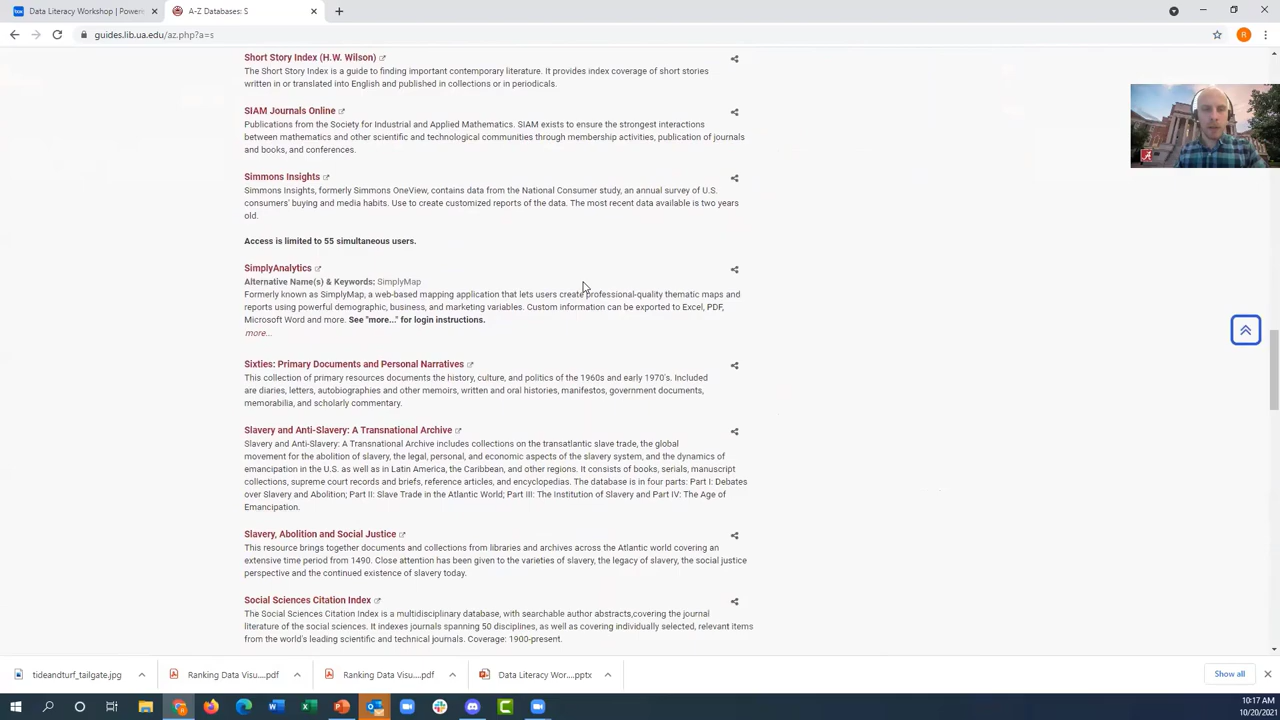 Data Literacy Workshop | Powere
A-Z Databases: S
guides.lib.ua.edu/az.php?a=s
R
Short Story Index (H.W. Wilson)
The Short Story Index is a guide to finding important contemporary literature. It provides index coverage of short stories
written in or translated into English and published in collections or in periodicals.
SIAM Journals Online
Publications from the Society for Industrial and Applied Mathematics. SIAM exists to ensure the strongest interactions
between mathematics and other scientific and technological communities through membership activities, publication of journals
and books, and conferences.
Simmons Insights
Simmons Insights, formerly Simmons OneView, contains data from the National Consumer study, an annual survey of U.S.
consumers' buying and media habits. Use to create customized reports of the data. The most recent data available is two years
old.
Access is limited to 55 simultaneous users.
SimplyAnalytics
Alternative Name(s) & Keywords: SimplyMap
Formerly known as SimplyMap, a web-based mapping application that lets users create professional-quality thematic maps and
reports using powerful demographic, business, and marketing variables. Custom information can be exported to Excel, PDF,
Microsoft Word and more. See "more..." for login instructions.
more...
Sixties: Primary Documents and Personal Narratives
This collection of primary resources documents the history, culture, and politics of the 1960s and early 1970's. Included
are diaries, letters, autobiographies and other memoirs, written and oral histories, manifestos, government documents,
memorabilia, and scholarly commentary.
Slavery and Anti-Slavery: A Transnational Archive
Slavery and Anti-Slavery: A Transnational Archive includes collections on the transatlantic slave trade, the global
movement for the abolition of slavery, the legal, personal, and economic aspects of the slavery system, and the dynamics of
emancipation in the U.S. as well as in Latin America, the Caribbean, and other regions. It consists of books, serials, manuscript
collections, supreme court records and briefs, reference articles, and encyclopedias. The database is in four parts: Part I: Debates
over Slavery and Abolition; Part II: Slave Trade in the Atlantic World; Part III: The Institution of Slavery and Part IV: The Age of
Emancipation.
Slavery, Abolition and Social Justice
This resource brings together documents and collections from libraries and archives across the Atlantic world covering an
extensive time period from 1490. Close attention has been given to the varieties of slavery, the legacy of slavery, the social justice
perspective and the continued existence of slavery today.
Social Sciences Citation Index
The Social Sciences Citation Index is a multidisciplinary database, with searchable author abstracts,covering the journal
literature of the social sciences. It indexes journals spanning 50 disciplines, as well as covering individually selected, relevant items
from the world's leading scientific and technical journals. Coverage: 1900-present.
tideandturf_tailgate.jpg
Ranking Data Visu....pdf
Ranking Data Visu....pdf
Data Literacy Wor....pptx
Show all
10:17 AM
10/20/2021